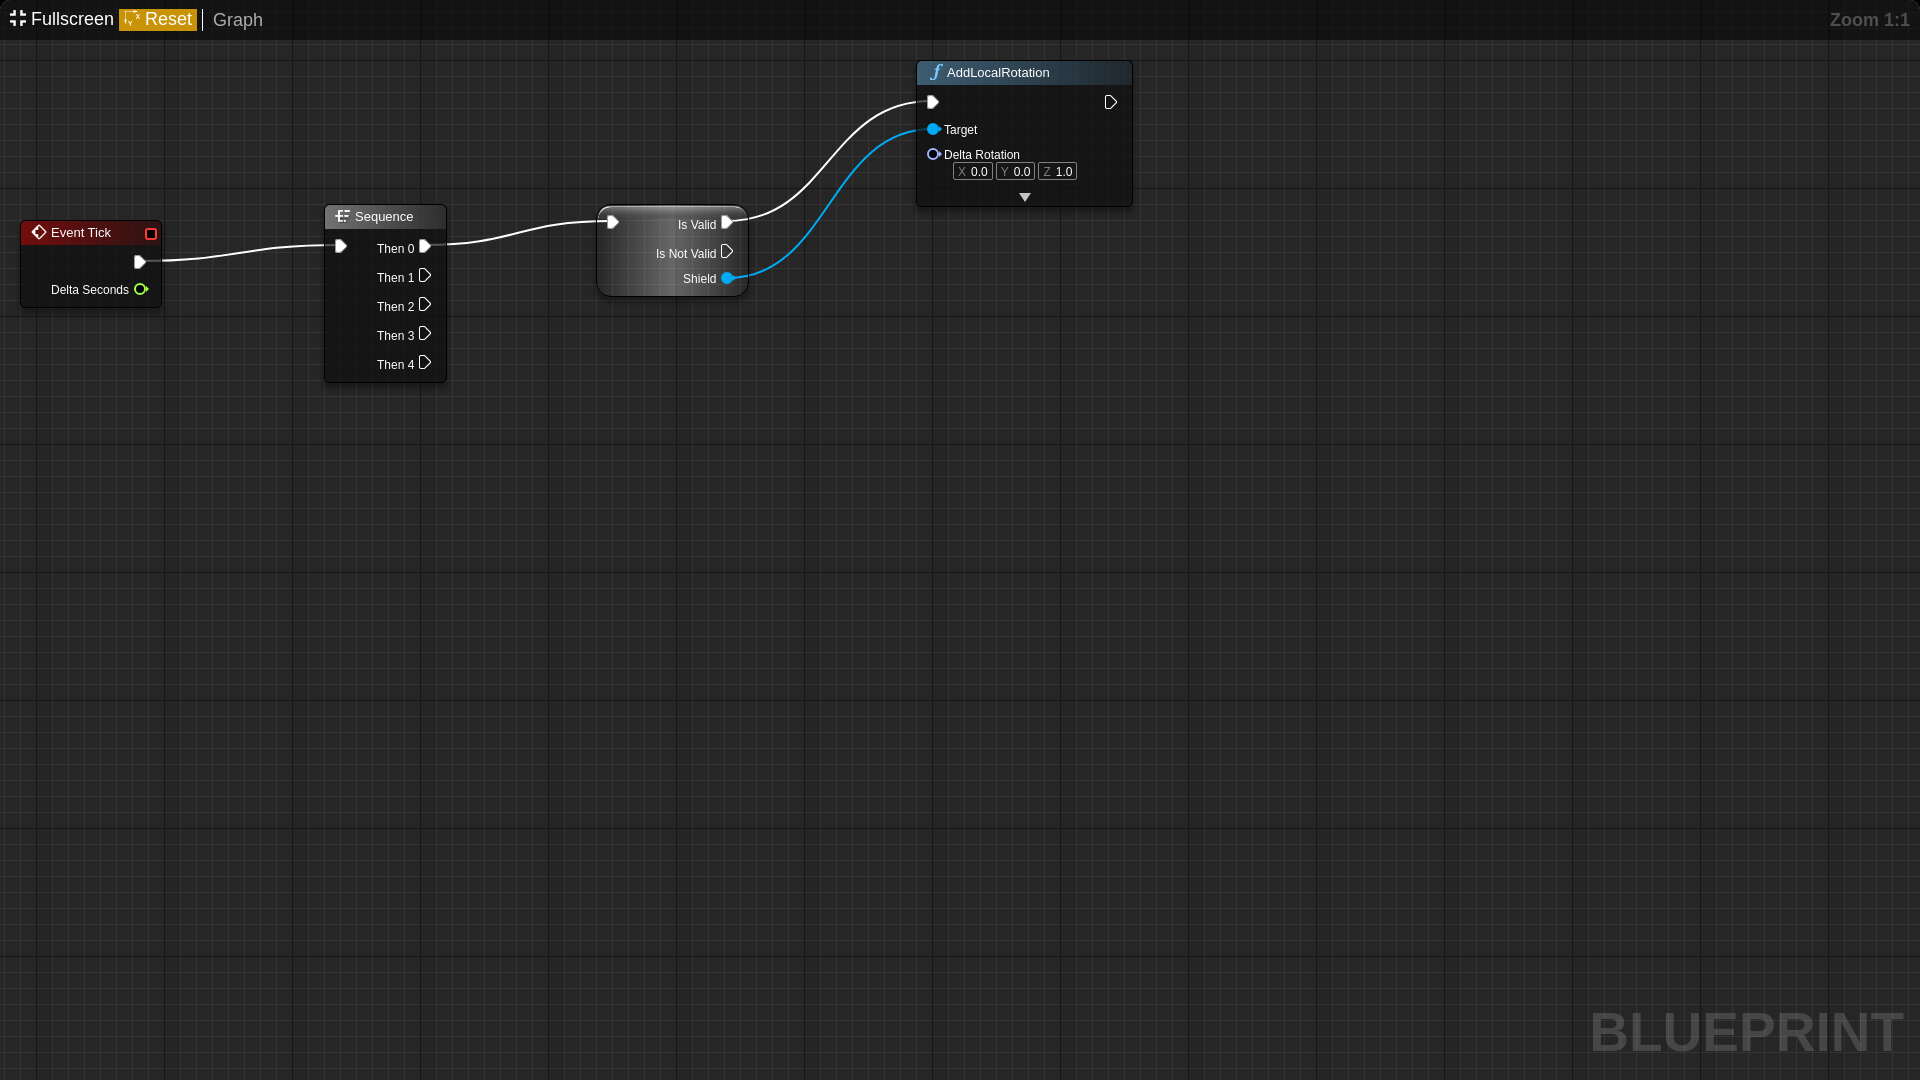 Fullscreen Reset Graph Zoom 1:1
AddLocalRotation
Target
Delta Rotation
X 0.0 Y 0.0 Z 1.0
Event Tick
Delta Seconds
Sequence
Then 0
Then 1
Then 2
Then 3
Then 4
Is Valid
Is Not Valid
Shield
BLUEPRINT